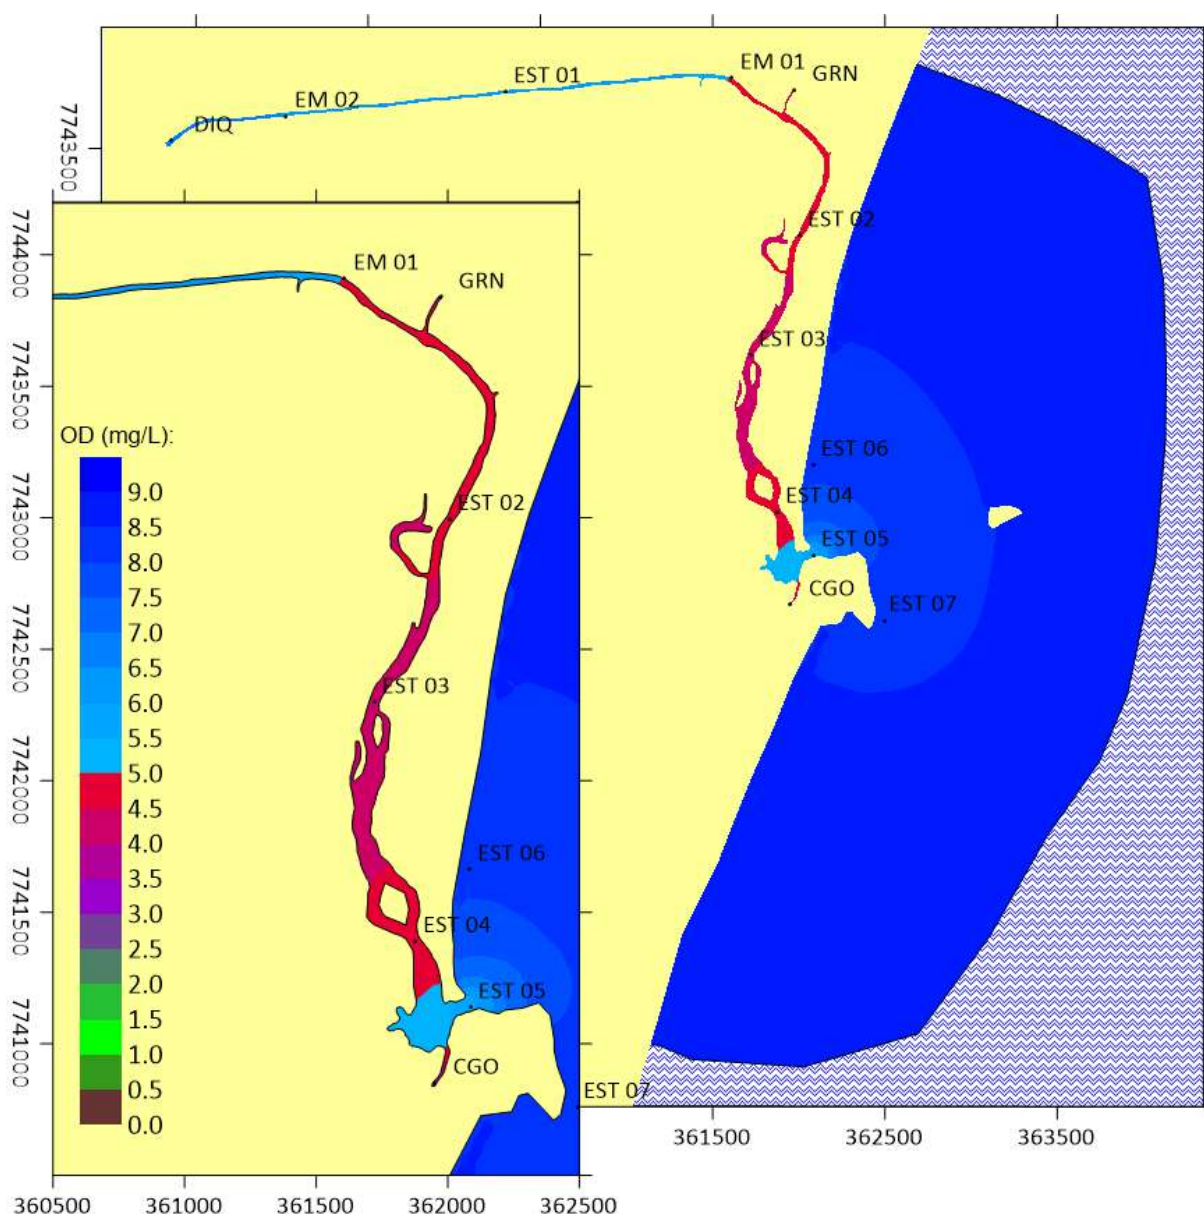 EM 01
GRN
EST 01
EM 02
DIQ
7743500
EST 02
EM 01
GRN
7744000
EST 03
7743500
OD (mg/L):
EST 06
9.0
EST 04
8.5
EST 02
7743000
8.0
EST 05
7.5
CGO
EST 07
7.0
6.5
7742500
EST 03
6.0
5.5
5.0
7742000
4.5
4.0
EST 06
3.5
3.0
EST 04
7741500
2.5
2.0
EST 05
1.5
7741000
1.0
CGO
0.5
EST 07
0.0
361500 362500 363500
360500 361000 361500 362000 362500